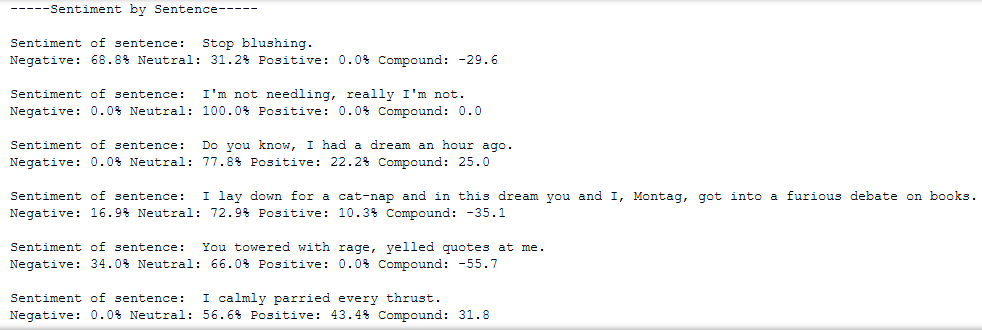 -----Sentiment by Sentence-----
Sentiment of sentence:  Stop blushing.
Negative: 68.8% Neutral: 31.2% Positive: 0.0% Compound: -29.6
Sentiment of sentence:  I'm not needling, really I'm not.
Negative: 0.0% Neutral: 100.0% Positive: 0.0% Compound: 0.0
Sentiment of sentence:  Do you know, I had a dream an hour ago.
Negative: 0.0% Neutral: 77.8% Positive: 22.2% Compound: 25.0
Sentiment of sentence:  I lay down for a cat-nap and in this dream you and I, Montag, got into a furious debate on books.
Negative: 16.9% Neutral: 72.9% Positive: 10.3% Compound: -35.1
Sentiment of sentence:  You towered with rage, yelled quotes at me.
Negative: 34.0% Neutral: 66.0% Positive: 0.0% Compound: -55.7
Sentiment of sentence:  I calmly parried every thrust.
Negative: 0.0% Neutral: 56.6% Positive: 43.4% Compound: 31.8